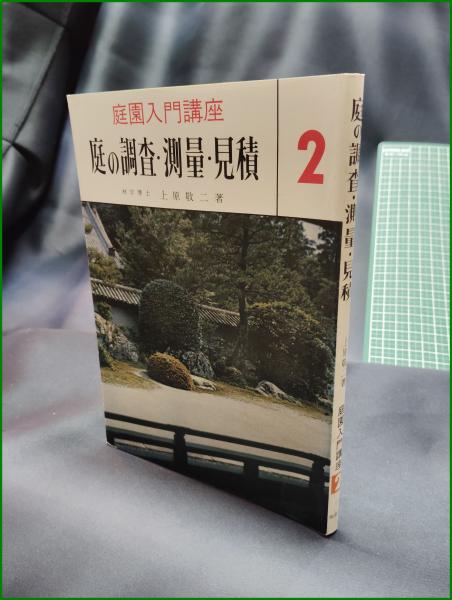 庭園入門講座
庭の調査・測量・見積
林学博士 上原敬二著
2
庭の調査・測量・見積
上原敬二著
庭園入門講座
2